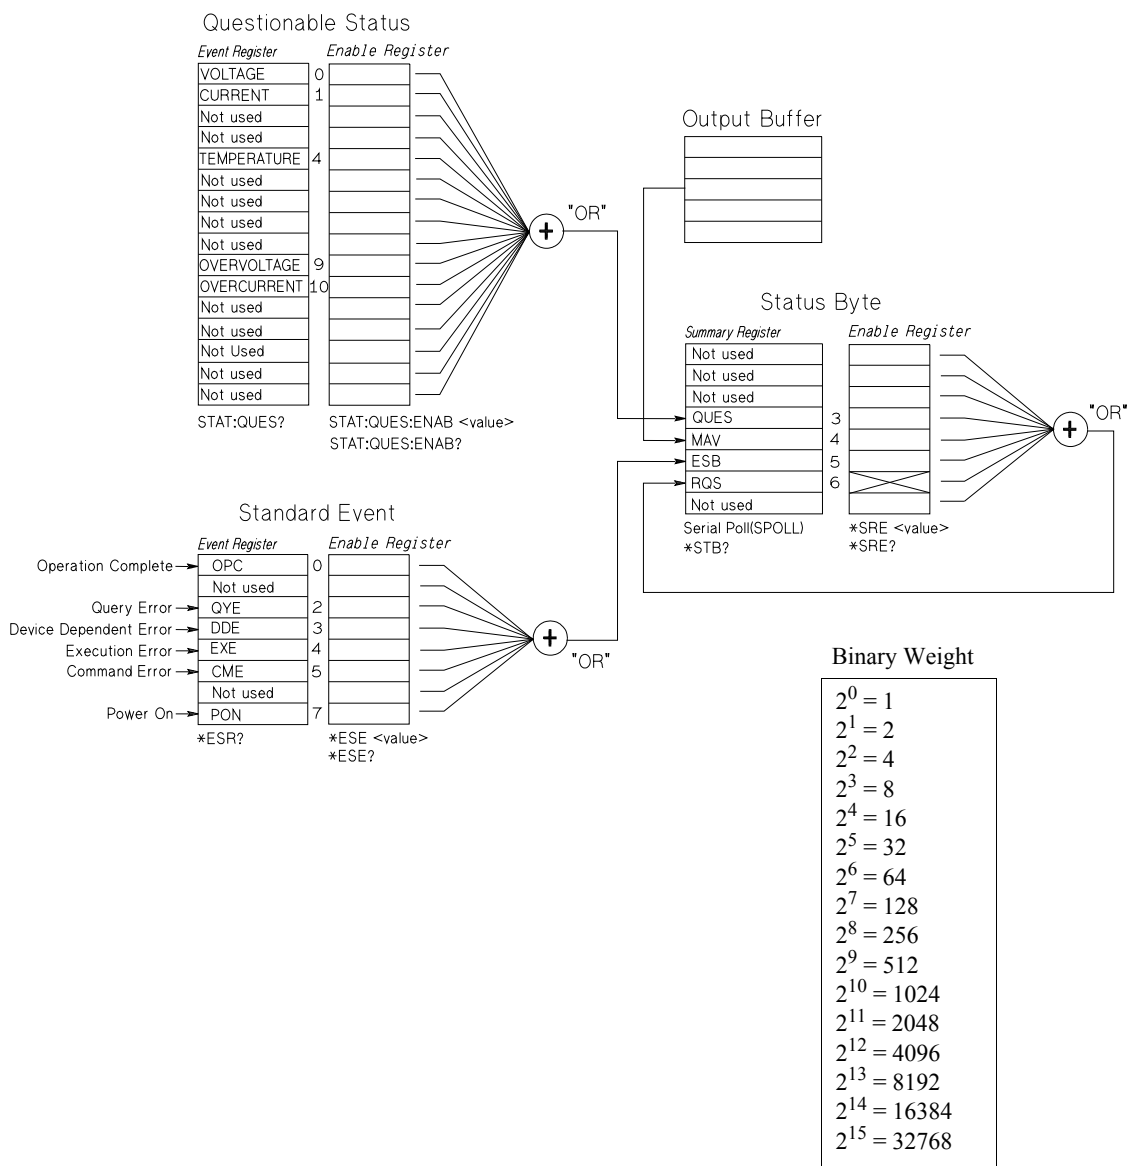 Questionable Status
Event Register Enable Register
VOLTAGE 0
CURRENT 1
Not used
Not used
TEMPERATURE 4
Not used
Not used
Not used
Not used
OVERVOLTAGE 9
OVERCURRENT 10
Not used
Not used
Not Used
Not used
Not used
STAT:QUES? STAT:QUES:ENAB <value>
STAT:QUES:ENAB?
+
"OR"
Output Buffer
Status Byte
Summary Register Enable Register
Not used
Not used
Not used
QUES 3
MAV 4
ESB 5
RQS 6
Not used
Serial Poll(SPOLL) *SRE <value>
*STB? *SRE?
+
"OR"
Standard Event
Event Register Enable Register
Operation Complete OPC 0
Not used
Query Error QYE 2
Device Dependent Error DDE 3
Execution Error EXE 4
Command Error CME 5
Not used
Power On PON 7
*ESR? *ESE <value>
*ESE?
+
"OR"
Binary Weight
2^0 = 1
2^1 = 2
2^2 = 4
2^3 = 8
2^4 = 16
2^5 = 32
2^6 = 64
2^7 = 128
2^8 = 256
2^9 = 512
2^10 = 1024
2^11 = 2048
2^12 = 4096
2^13 = 8192
2^14 = 16384
2^15 = 32768